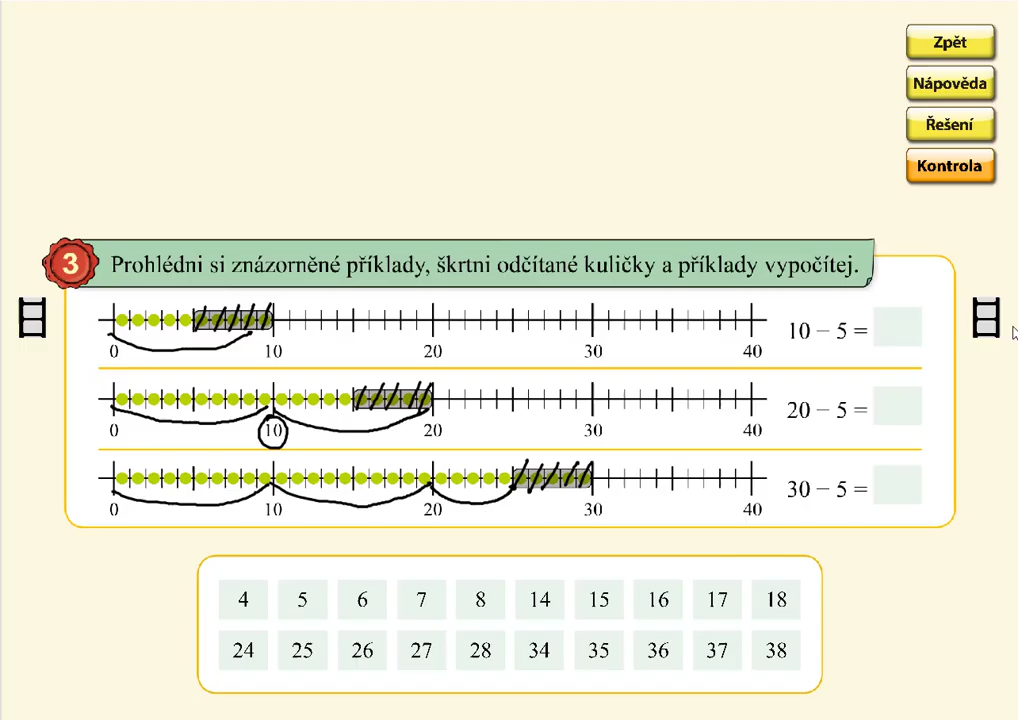 Zpět
Nápověda
Řešení
Kontrola
3 Prohlédni si znázorněné příklady, škrtni odčítané kuličky a příklady vypočítej.
0 10 20 30 40 10 − 5 =
0 10 20 30 40 20 − 5 =
0 10 20 30 40 30 − 5 =
4 5 6 7 8 14 15 16 17 18
24 25 26 27 28 34 35 36 37 38